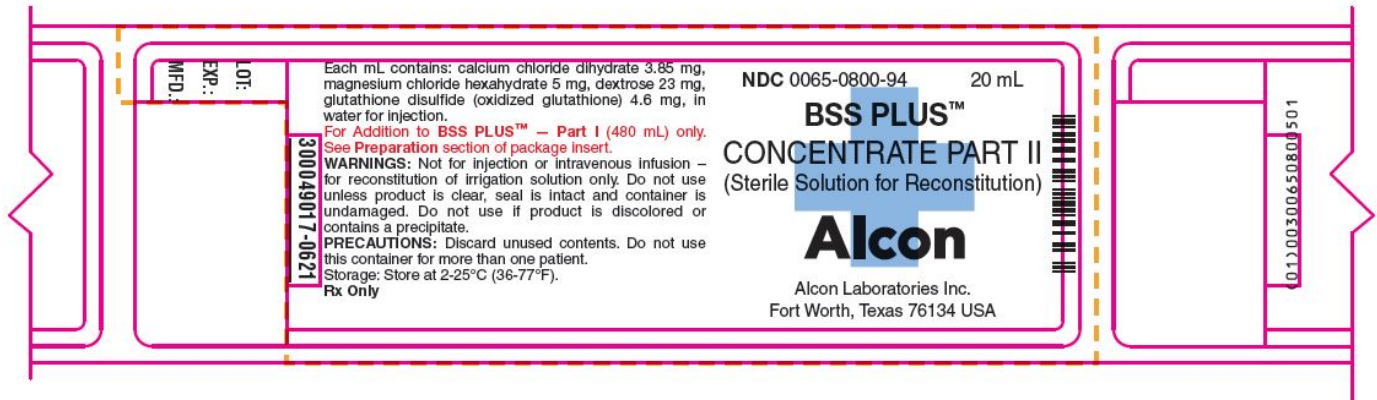 LOT:
EXP.:
MFD.:
300049017-0621
Each mL contains: calcium chloride dihydrate 3.85 mg,
magnesium chloride hexahydrate 5 mg, dextrose 23 mg,
glutathione disulfide (oxidized glutathione) 4.6 mg, in
water for injection.
For Addition to BSS PLUS™ – Part I (480 mL) only.
See Preparation section of package insert.
WARNINGS: Not for injection or intravenous infusion –
for reconstitution of irrigation solution only. Do not use
unless product is clear, seal is intact and container is
undamaged. Do not use if product is discolored or
contains a precipitate.
PRECAUTIONS: Discard unused contents. Do not use
this container for more than one patient.
Storage: Store at 2-25°C (36-77°F).
Rx Only
NDC 0065-0800-94 20 mL
BSS PLUS™
CONCENTRATE PART II
(Sterile Solution for Reconstitution)
Alcon
Alcon Laboratories Inc.
Fort Worth, Texas 76134 USA
(01)00300650800501